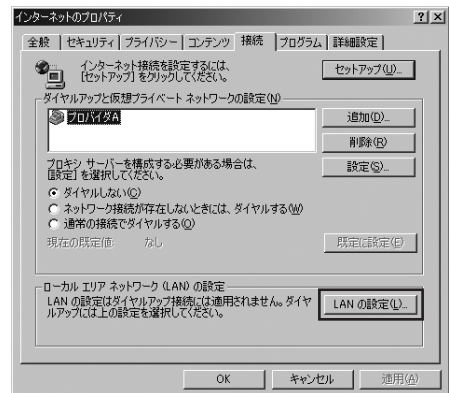 インターネットのプロパティ
全般 セキュリティ プライバシー コンテンツ 接続 プログラム 詳細設定
インターネット接続を設定するには、
[セットアップ] をクリックしてください。
セットアップ(U)...
ダイヤルアップと仮想プライベート ネットワークの設定(N)
プロバイダA
追加(D)...
削除(R)
プロキシ サーバーを構成する必要がある場合は、
[設定] を選択してください。
設定(S)...
ダイヤルしない(C)
ネットワーク接続が存在しないときには、ダイヤルする(W)
通常の接続でダイヤルする(O)
現在の既定値: なし
既定に設定(E)
ローカル エリア ネットワーク (LAN) の設定
LAN の設定はダイヤルアップ接続には適用されません。ダイヤ
ルアップには上の設定を選択してください。
LAN の設定(L)...
OK キャンセル 適用(A)